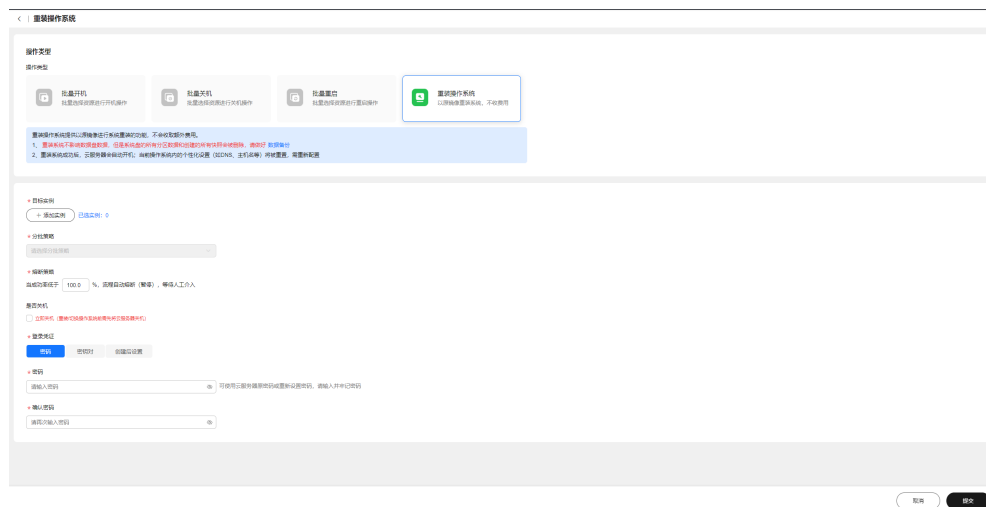 重装操作系统
操作类型
操作类型
批量开机
批量选择资源进行开机操作
批量关机
批量选择资源进行关机操作
批量重启
批量选择资源进行重启操作
重装操作系统
以原镜像重装系统，不收费用
重装操作系统提供以原镜像进行系统重装的功能，不会收取额外费用。
1、重装系统不影响数据盘数据，但是系统盘的所有分区数据和创建的所有快照会被删除，请做好 数据备份
2、重装系统成功后，云服务器会自动开机；当前操作系统内的个性化设置（如DNS、主机名等）将被重置，需重新配置
* 目标实例
+ 添加实例 已选实例：0
* 分批策略
请选择分批策略
* 熔断策略
当成功率低于 100.0 %，流程自动熔断（暂停），等待人工介入
是否关机
立即关机（重装/切换操作系统前需先将云服务器关机）
* 登录凭证
密码 密钥对 创建后设置
* 密码
请输入密码 可使用云服务器原密码或重新设置密码，请输入并牢记密码
* 确认密码
请再次输入密码
取消 提交